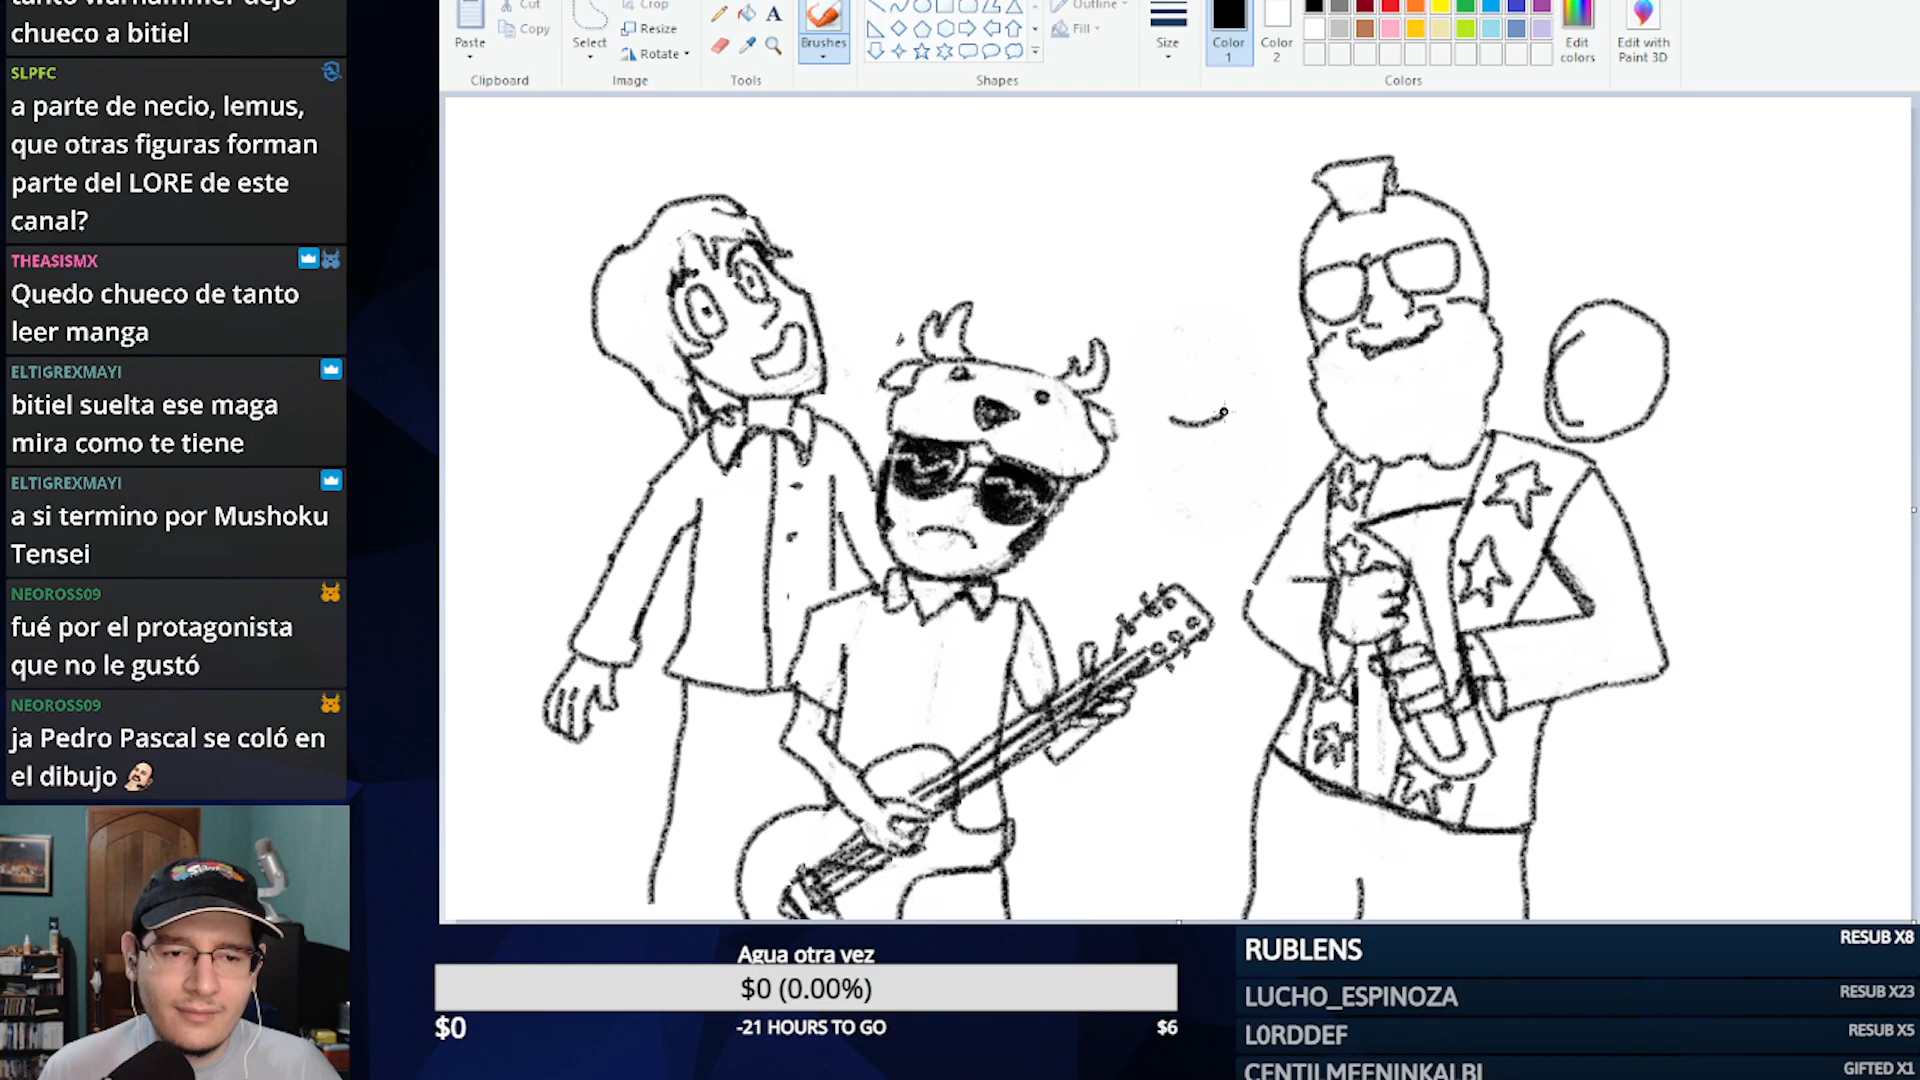 tanto warhammer dejo
chueco a bitiel
SLPFC
a parte de necio, lemus,
que otras figuras forman
parte del LORE de este
canal?
THEASISMX
Quedo chueco de tanto
leer manga
ELTIGREXMAYI
bitiel suelta ese maga
mira como te tiene
ELTIGREXMAYI
a si termino por Mushoku
Tensei
NEOROSS09
fué por el protagonista
que no le gustó
NEOROSS09
ja Pedro Pascal se coló en
el dibujo
Paste
Cut
Copy
Clipboard
Select
Crop
Resize
Rotate
Image
A
Tools
Brushes
Outline
Fill
Shapes
Size
Color
1
Color
2
Edit
colors
Colors
Edit with
Paint 3D
Agua otra vez
$0 (0.00%)
$0
-21 HOURS TO GO
$6
RUBLENS
RESUB X8
LUCHO_ESPINOZA
RESUB X23
L0RDDEF
RESUB X5
CENTILMEENINKALBI
GIFTED X1